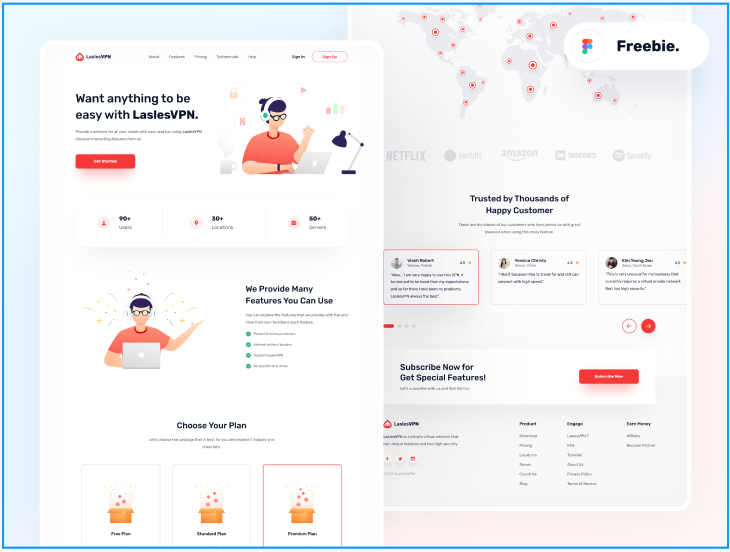 LaslesVPN
About
Features
Pricing
Testimonials
Help
Sign In
Sign Up
Want anything to be
easy with LaslesVPN.
Provide a network for all your needs with ease and fun using LaslesVPN
discover interesting features from us.
Get Started
N
90+
Users
30+
Locations
50+
Servers
We Provide Many
Features You Can Use
You can explore the features that we provide with fun and
have their own functions each feature.
Powerful online protection.
Internet without borders.
Supercharged VPN
No specific time limits.
Choose Your Plan
Let's choose the package that is best for you and explore it happily and
cheerfully.
Free Plan
Standard Plan
Premium Plan
Freebie.
NETFLIX
reddit
amazon
DISCORD
Spotify
Trusted by Thousands of
Happy Customer
These are the stories of our customers who have joined us with great
pleasure when using this crazy feature.
Viezh Robert
Warsaw, Poland
4.5
"Wow... I am very happy to use this VPN, it
turned out to be more than my expectations
and so far there have been no problems.
LaslesVPN always the best".
Yessica Christy
Shanxi, China
4.5
"I like it because I like to travel far and still can
connect with high speed".
Kim Young Jou
Seoul, South Korea
4.5
"This is very unusual for my business that
currently requires a virtual private network
that has high security".
Subscribe Now for
Get Special Features!
Let's subscribe with us and find the fun.
Subscribe Now
LaslesVPN
LaslesVPN is a private virtual network that
has unique features and has high security.
©2020LaslesVPN
Product
Download
Pricing
Locations
Server
Countries
Blog
Engage
LaslesVPN ?
FAQ
Tutorials
About Us
Privacy Policy
Terms of Service
Earn Money
Affiliate
Become Partner